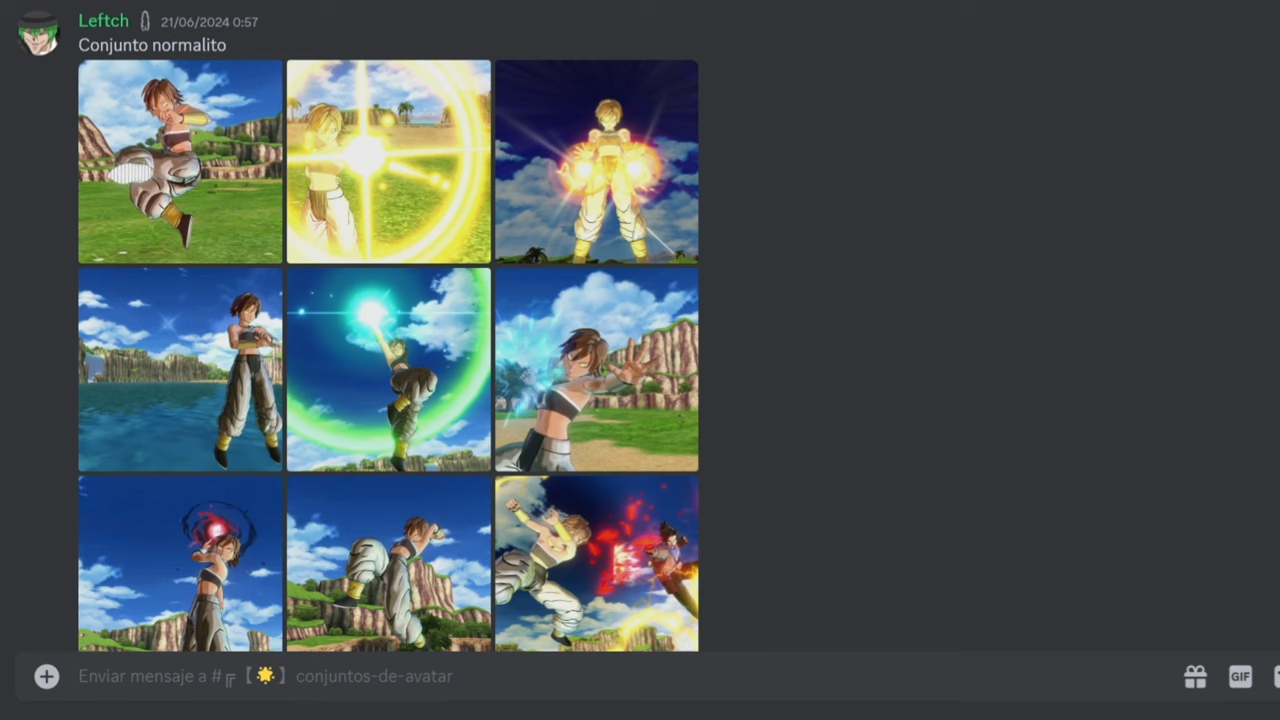 Leftch 21/06/2024 0:57
Conjunto normalito
Enviar mensaje a #╔【🌟】conjuntos-de-avatar
GIF